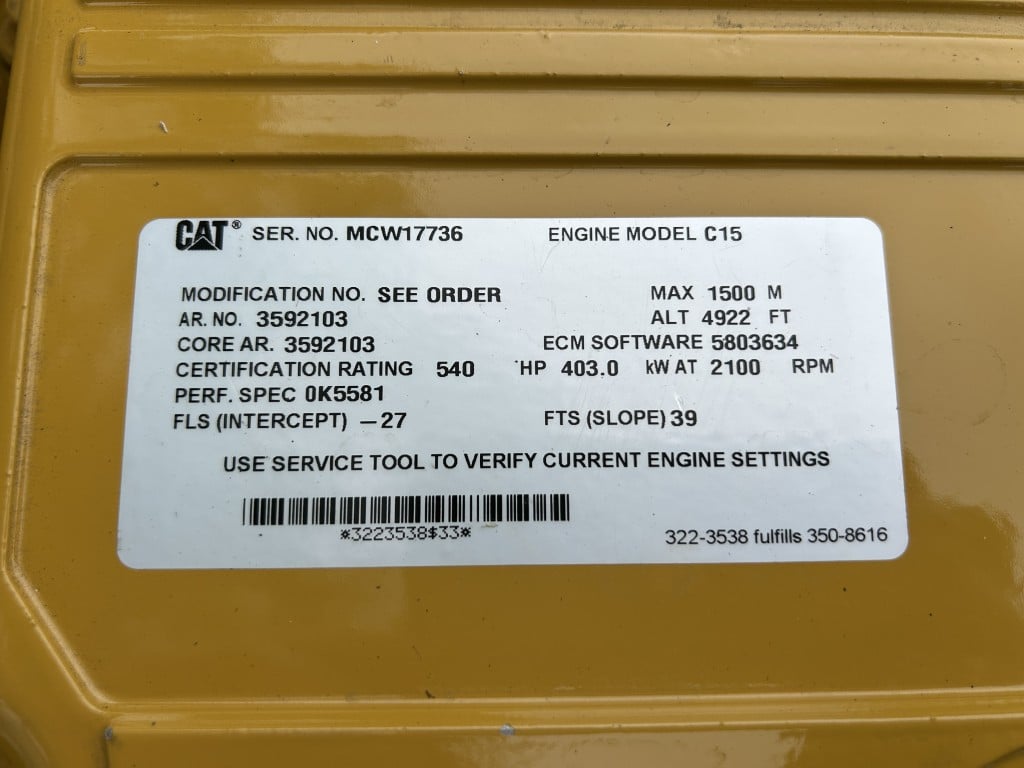 CAT® SER. NO. MCW17736 ENGINE MODEL C15
MODIFICATION NO. SEE ORDER MAX 1500 M
AR. NO. 3592103 ALT 4922 FT
CORE AR. 3592103 ECM SOFTWARE 5803634
CERTIFICATION RATING 540 HP 403.0 kW AT 2100 RPM
PERF. SPEC 0K5581
FLS (INTERCEPT) -27 FTS (SLOPE) 39
USE SERVICE TOOL TO VERIFY CURRENT ENGINE SETTINGS
*3223538$33*
322-3538 fulfills 350-8616